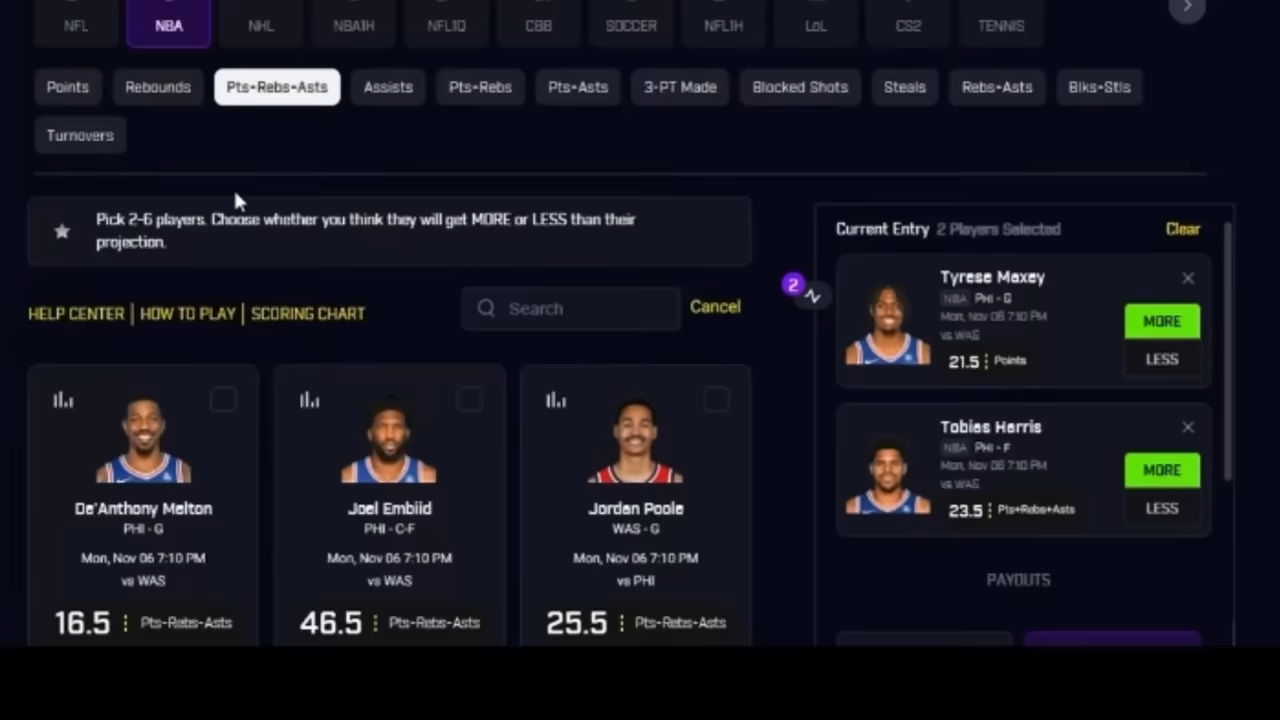 NFL NBA NHL NBA1H NFL1Q CBB SOCCER NFL1H LoL CS2 TENNIS
Points Rebounds Pts+Rebs+Asts Assists Pts+Rebs Pts+Asts 3-PT Made Blocked Shots Steals Rebs+Asts Blks+Stls
Turnovers
Pick 2-6 players. Choose whether you think they will get MORE or LESS than their
projection.
HELP CENTER | HOW TO PLAY | SCORING CHART
Search
Cancel
De'Anthony Melton
PHI - G
Mon, Nov 06 7:10 PM
vs WAS
16.5 Pts+Rebs+Asts
Joel Embiid
PHI - C-F
Mon, Nov 06 7:10 PM
vs WAS
46.5 Pts+Rebs+Asts
Jordan Poole
WAS - G
Mon, Nov 06 7:10 PM
vs PHI
25.5 Pts+Rebs+Asts
Current Entry 2 Players Selected
Clear
2
Tyrese Maxey
NBA PHI - G
Mon, Nov 06 7:10 PM
vs WAS
21.5 Points
MORE
LESS
Tobias Harris
NBA PHI - F
Mon, Nov 06 7:10 PM
vs WAS
23.5 Pts+Rebs+Asts
MORE
LESS
PAYOUTS